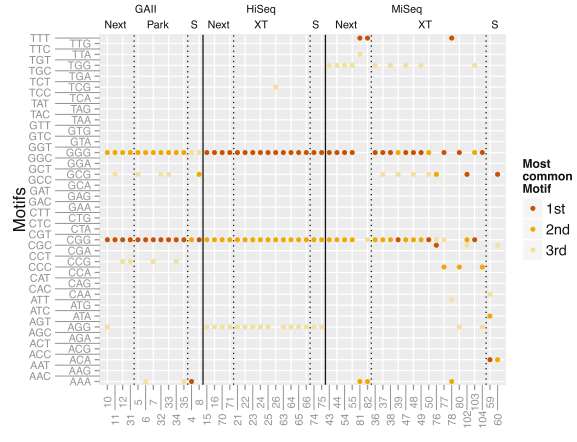 GAII HiSeq MiSeq
Next Park S Next XT S Next XT S
Motifs
TTT
TTG
TTC
TTA
TGT
TGG
TGC
TGA
TCT
TCG
TCC
TCA
TAT
TAG
TAC
TAA
GTT
GTG
GTC
GTA
GGT
GGG
GGC
GGA
GCT
GCG
GCC
GCA
GAT
GAG
GAC
GAA
CTT
CTG
CTC
CTA
CGT
CGG
CGC
CGA
CCT
CCG
CCC
CCA
CAT
CAG
CAC
CAA
ATT
ATG
ATC
ATA
AGT
AGG
AGC
AGA
ACT
ACG
ACC
ACA
AAT
AAG
AAC
AAA
Most
common
Motif
1st
2nd
3rd
10 12 5 7 33 35 8 16 71 22 24 26 64 66 75 44 55 82 37 39 48 50 77 80 103 59
11 31 6 32 34 4 15 70 21 23 25 63 65 74 43 54 81 36 38 47 49 76 78 102 104 60